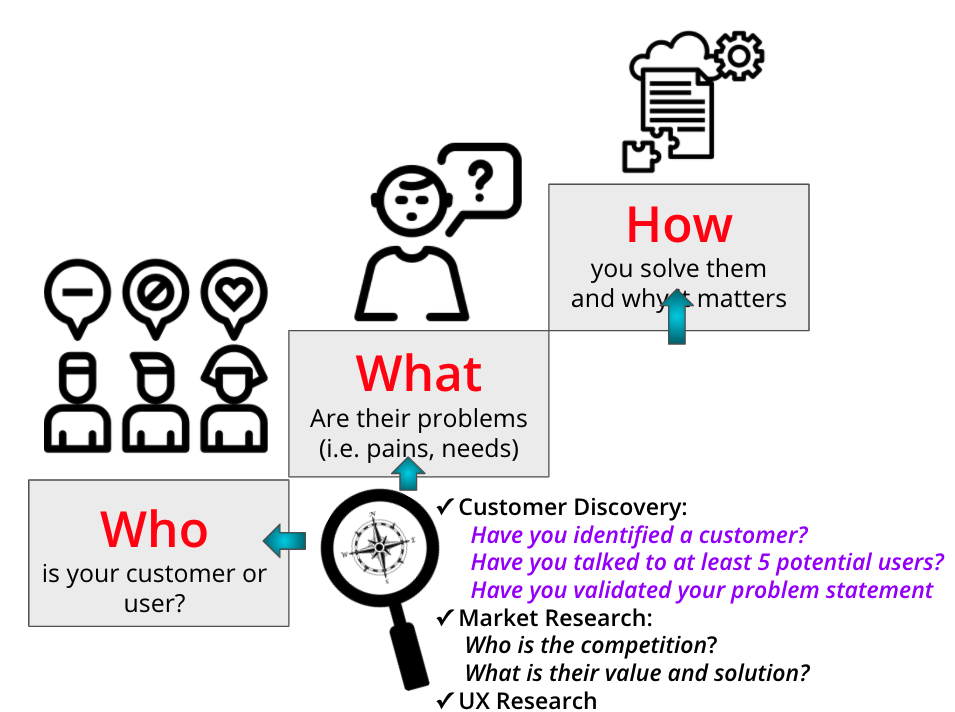 How
you solve them
and why it matters
?
What
Are their problems
(i.e. pains, needs)
Who
is your customer or
user?
✓ Customer Discovery:
Have you identified a customer?
Have you talked to at least 5 potential users?
Have you validated your problem statement
✓ Market Research:
Who is the competition?
What is their value and solution?
✓ UX Research